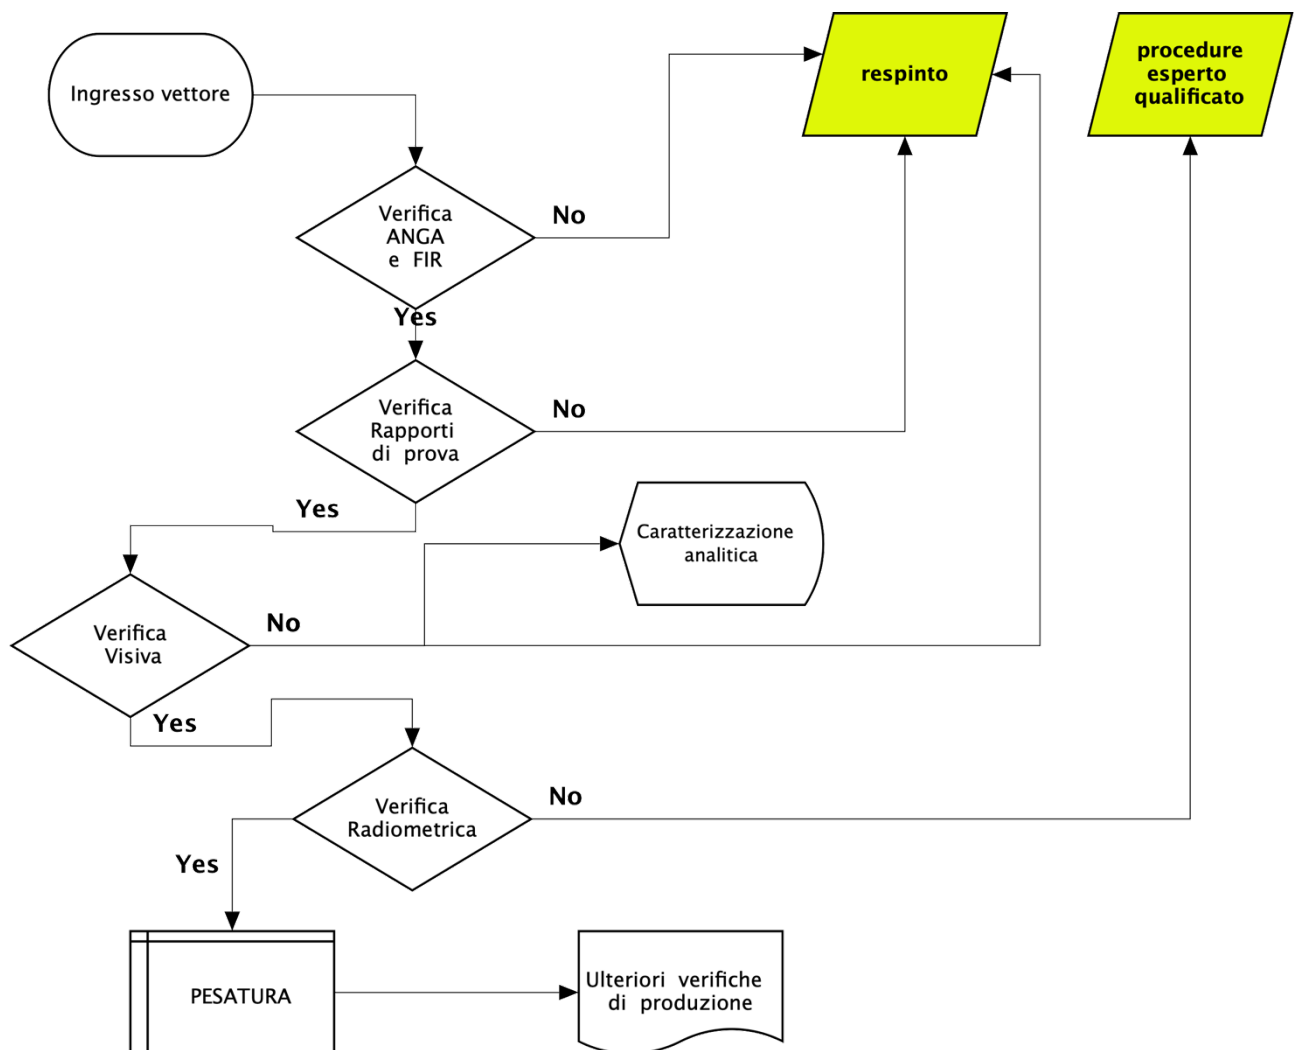 Ingresso vettore
respinto
procedure
esperto
qualificato
Verifica
ANGA
e FIR
No
Yes
Verifica
Rapporti
di prova
No
Yes
Caratterizzazione
analitica
Verifica
Visiva
No
Yes
Verifica
Radiometrica
No
Yes
PESATURA
Ulteriori verifiche
di produzione